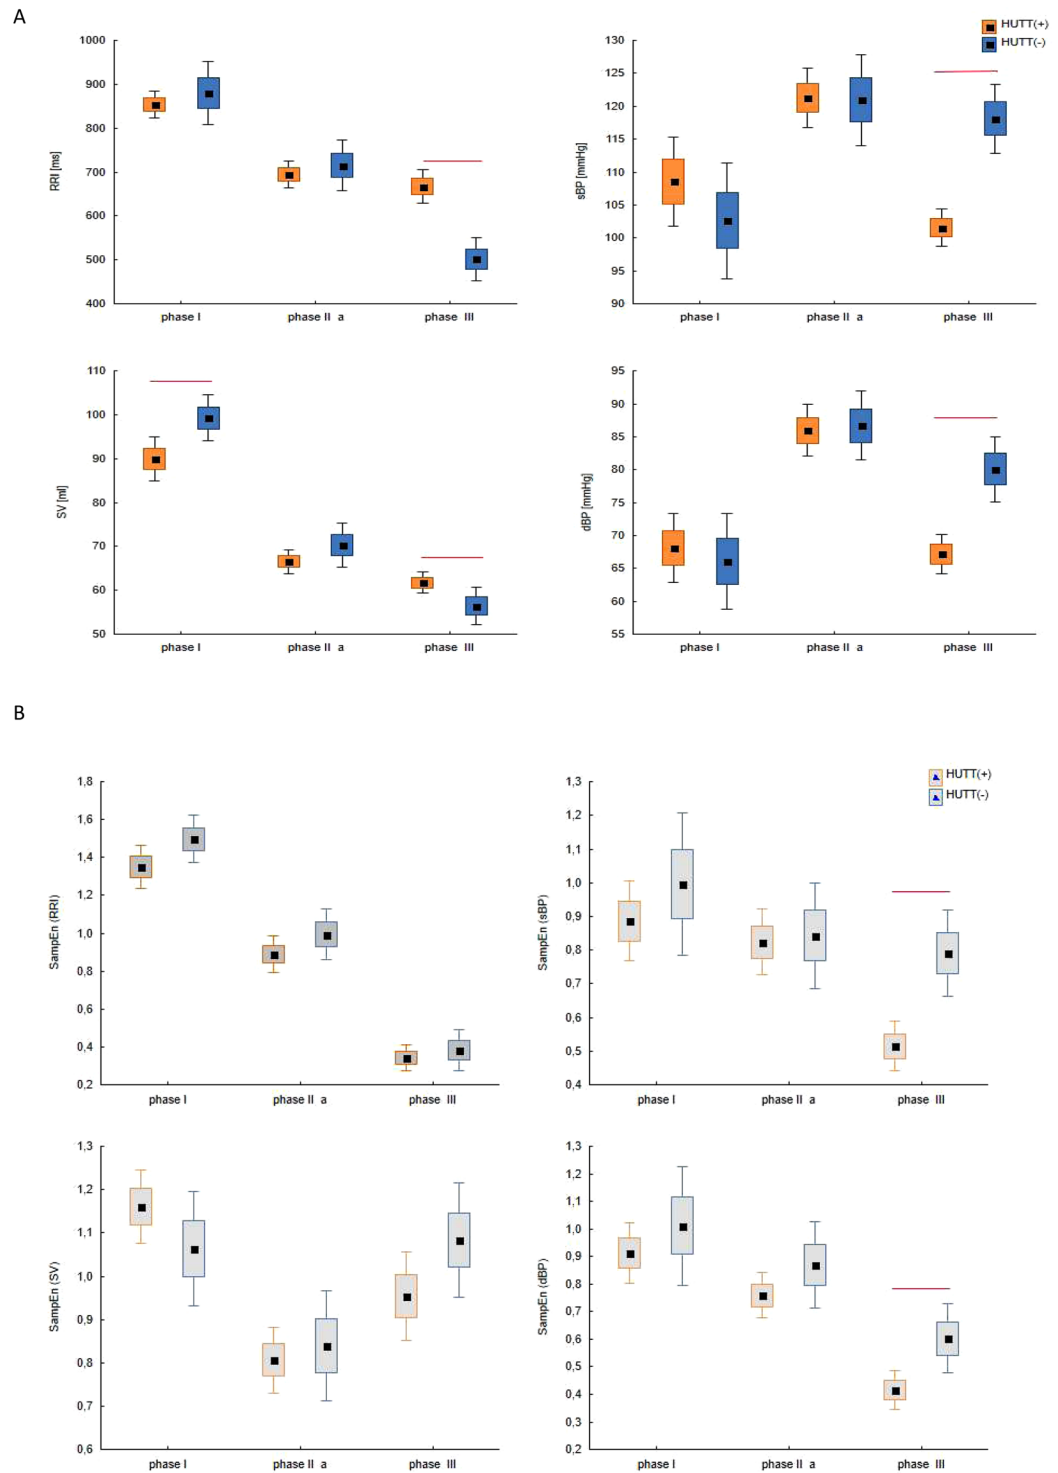 A
HUTT(+)
HUTT(-)
1000
900
800
700
600
500
400
RRI [ms]
phase I
phase II a
phase III
130
125
120
115
110
105
100
95
90
sBP [mmHg]
phase I
phase II a
phase III
110
100
90
80
70
60
50
SV [ml]
phase I
phase II a
phase III
95
90
85
80
75
70
65
60
55
dBP [mmHg]
phase I
phase II a
phase III
B
HUTT(+)
HUTT(-)
1,8
1,6
1,4
1,2
1,0
0,8
0,6
0,4
0,2
SampEn (RRI)
phase I
phase II a
phase III
1,3
1,2
1,1
1,0
0,9
0,8
0,7
0,6
0,5
0,4
SampEn (sBP)
phase I
phase II a
phase III
1,3
1,2
1,1
1,0
0,9
0,8
0,7
0,6
SampEn (SV)
phase I
phase II a
phase III
1,3
1,2
1,1
1,0
0,9
0,8
0,7
0,6
0,5
0,4
0,3
0,2
SampEn (dBP)
phase I
phase II a
phase III